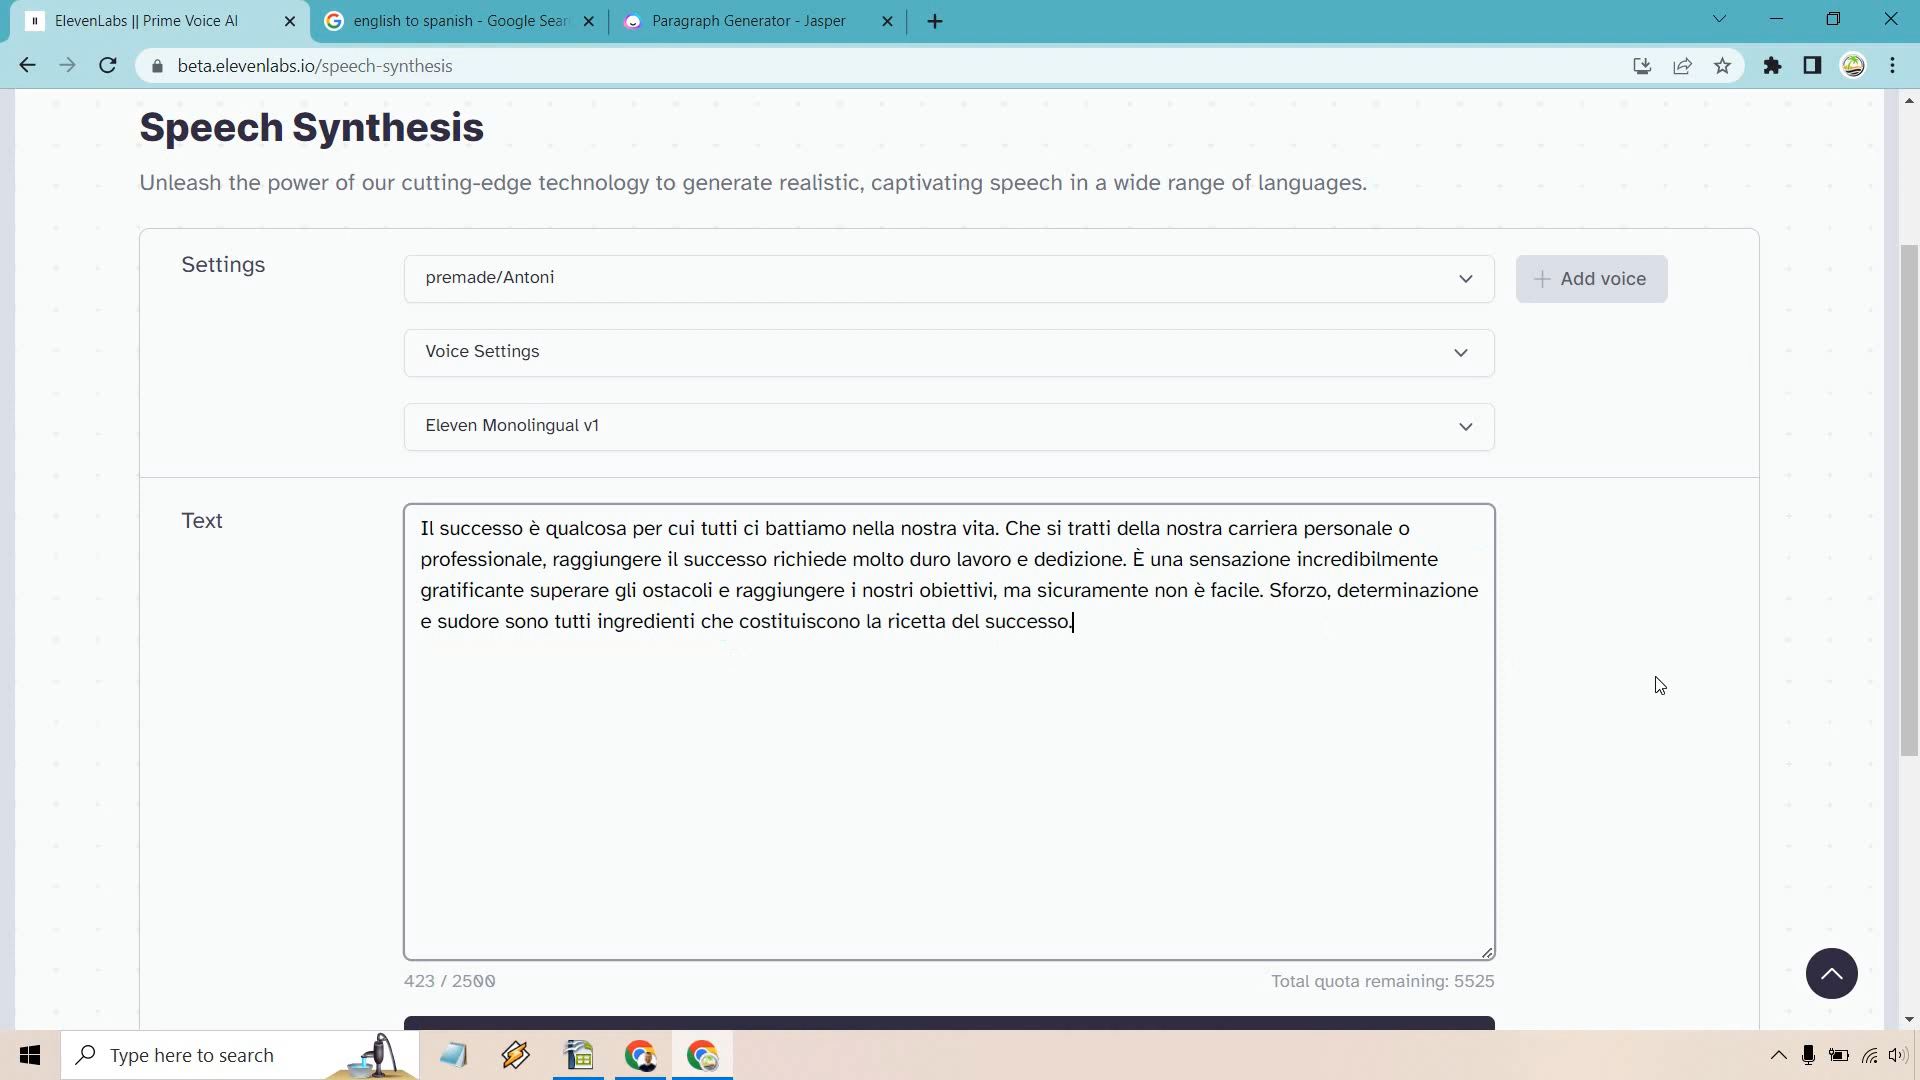 ElevenLabs || Prime Voice AI
english to spanish - Google Sear
Paragraph Generator - Jasper
beta.elevenlabs.io/speech-synthesis
Speech Synthesis
Unleash the power of our cutting-edge technology to generate realistic, captivating speech in a wide range of languages.
Settings
premade/Antoni
Add voice
Voice Settings
Eleven Monolingual v1
Text
Il successo è qualcosa per cui tutti ci battiamo nella nostra vita. Che si tratti della nostra carriera personale o
professionale, raggiungere il successo richiede molto duro lavoro e dedizione. È una sensazione incredibilmente
gratificante superare gli ostacoli e raggiungere i nostri obiettivi, ma sicuramente non è facile. Sforzo, determinazione
e sudore sono tutti ingredienti che costituiscono la ricetta del successo.
423 / 2500
Total quota remaining: 5525
Type here to search